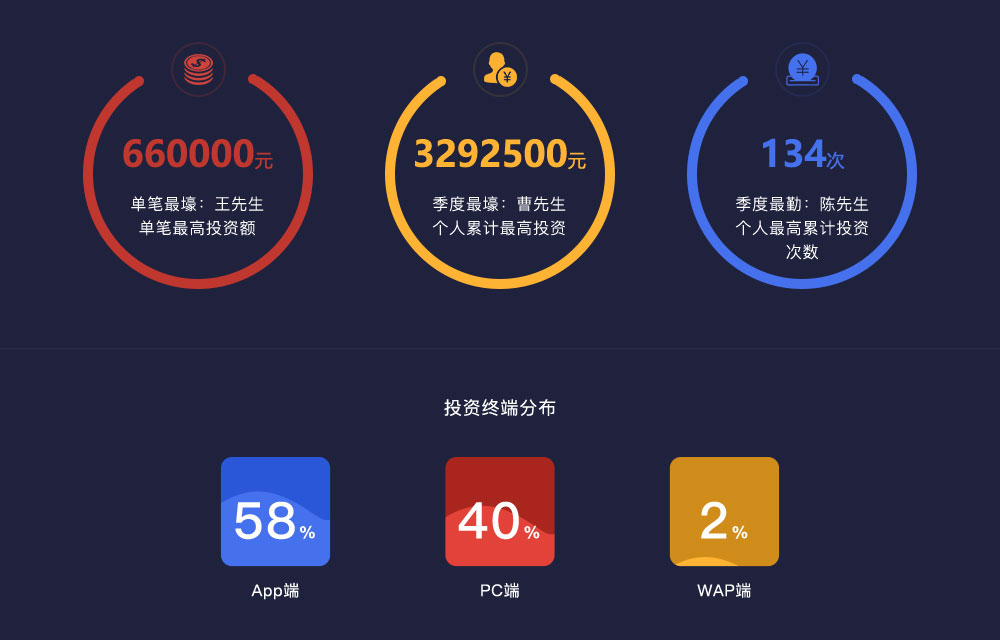 660000元
单笔最壕：王先生
单笔最高投资额
3292500元
季度最壕：曹先生
个人累计最高投资
134次
季度最勤：陈先生
个人最高累计投资
次数
投资终端分布
58%
App端
40%
PC端
2%
WAP端